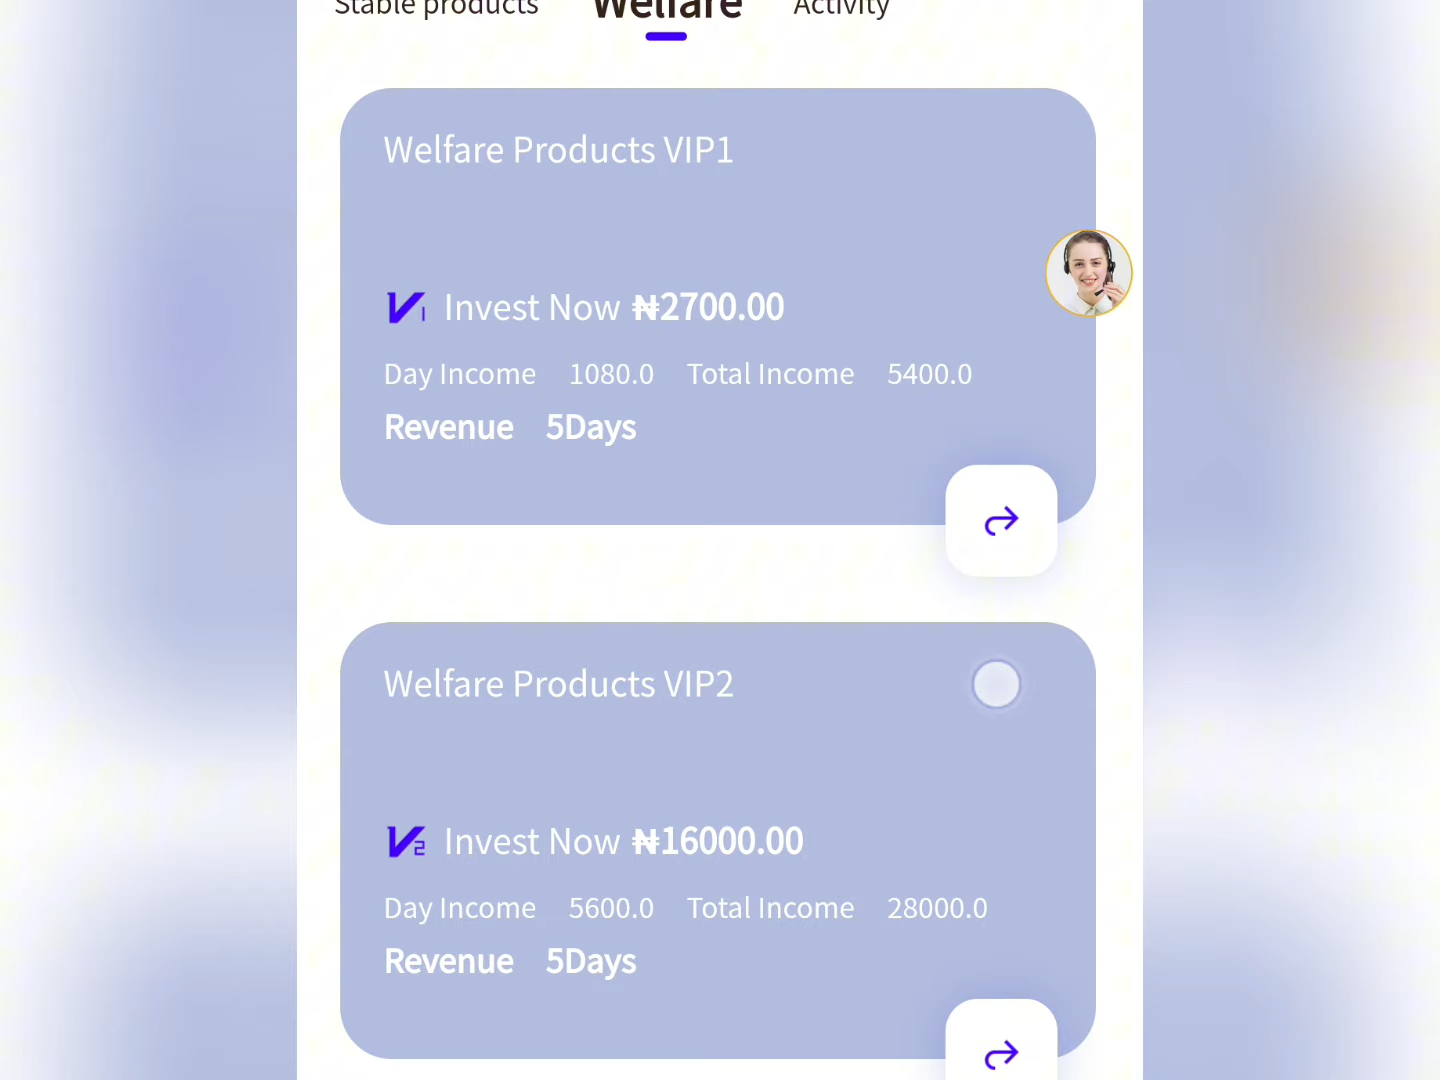 Stable products Welfare Activity
Welfare Products VIP1
V1 Invest Now ₦2700.00
Day Income 1080.0 Total Income 5400.0
Revenue 5Days
Welfare Products VIP2
V2 Invest Now ₦16000.00
Day Income 5600.0 Total Income 28000.0
Revenue 5Days